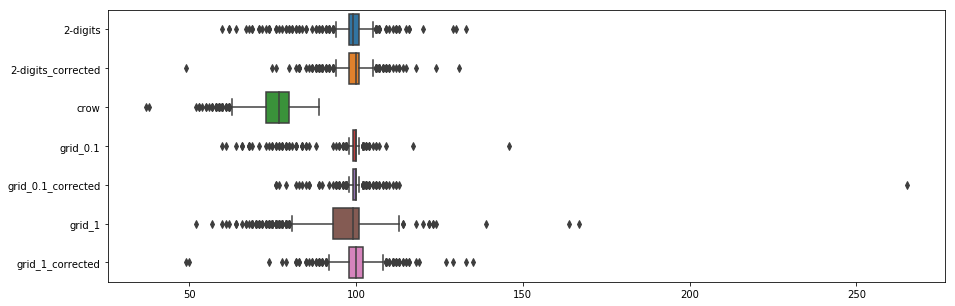 2-digits
2-digits_corrected
crow
grid_0.1
grid_0.1_corrected
grid_1
grid_1_corrected
50 100 150 200 250